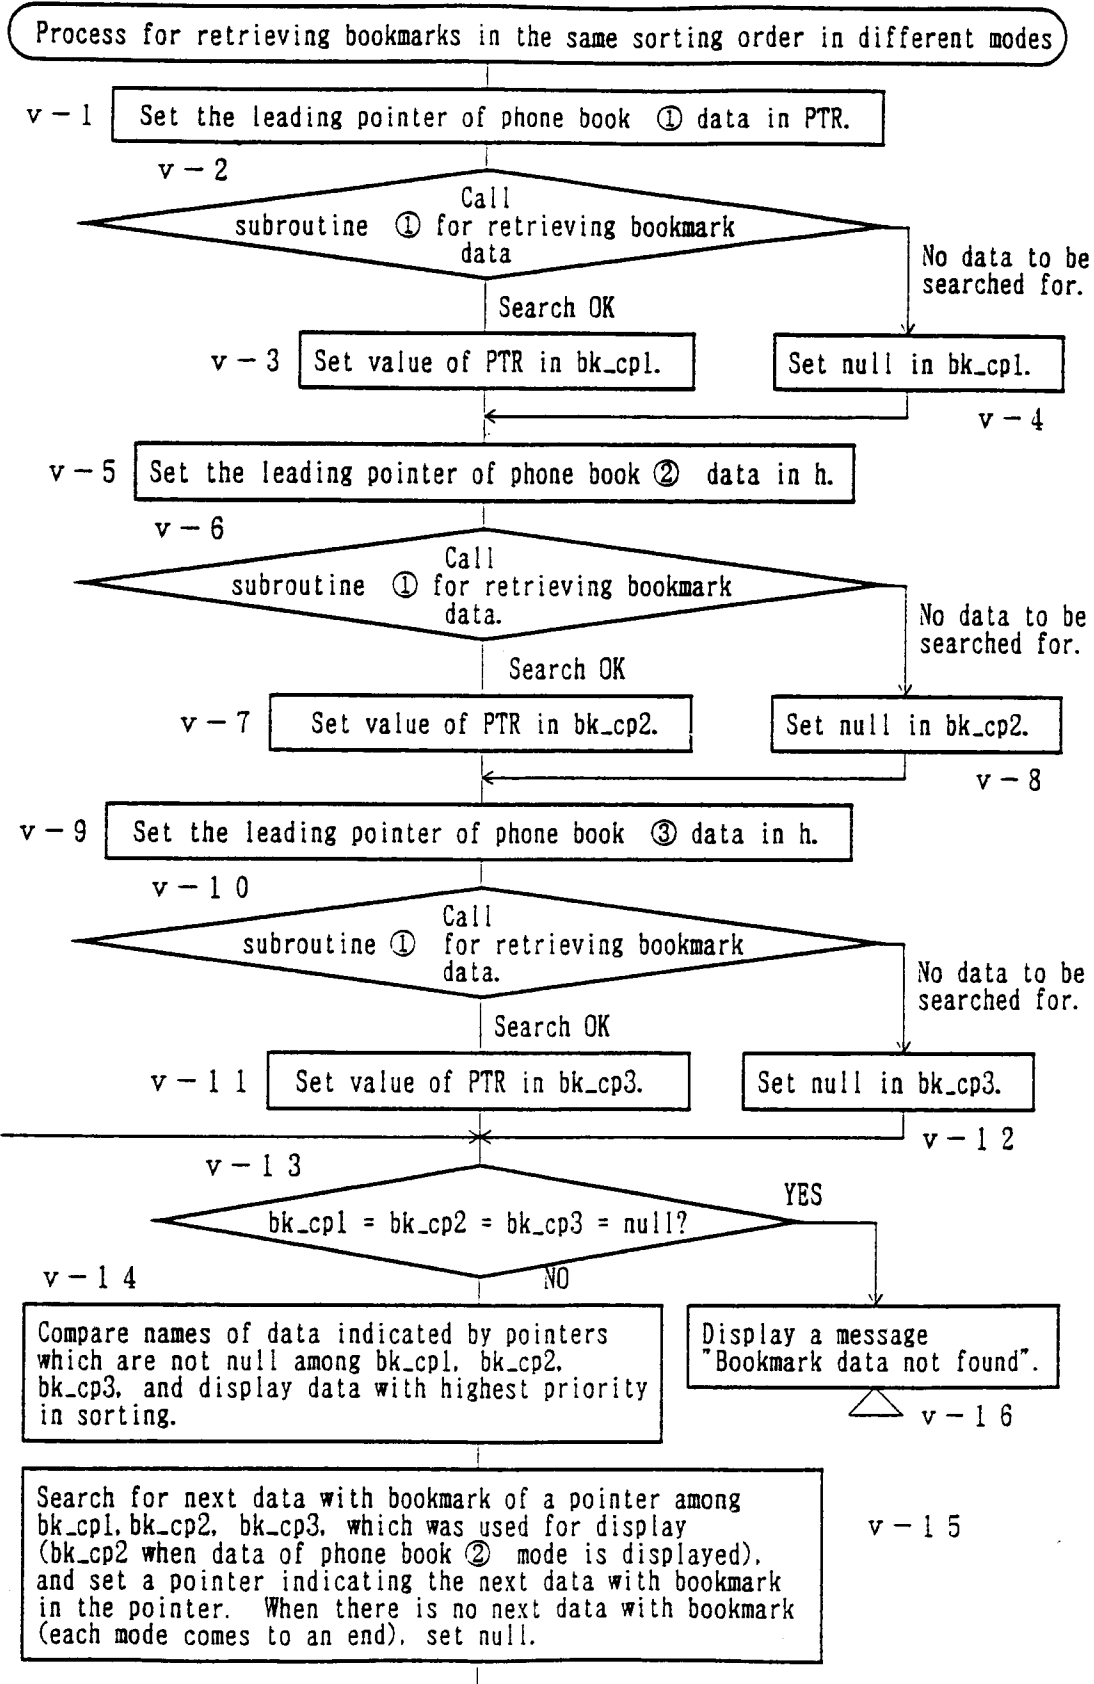 Process for retrieving bookmarks in the same sorting order in different modes
v-1
Set the leading pointer of phone book ① data in PTR.
v-2
Call
subroutine ① for retrieving bookmark
data
No data to be
searched for.
Search OK
v-3
Set value of PTR in bk_cp1.
Set null in bk_cp1.
v-4
v-5
Set the leading pointer of phone book ② data in h.
v-6
Call
subroutine ① for retrieving bookmark
data.
No data to be
searched for.
Search OK
v-7
Set value of PTR in bk_cp2.
Set null in bk_cp2.
v-8
v-9
Set the leading pointer of phone book ③ data in h.
v-10
Call
subroutine ① for retrieving bookmark
data.
No data to be
searched for.
Search OK
v-11
Set value of PTR in bk_cp3.
Set null in bk_cp3.
v-12
v-13
YES
bk_cp1 = bk_cp2 = bk_cp3 = null?
NO
v-14
Compare names of data indicated by pointers
which are not null among bk_cp1, bk_cp2,
bk_cp3, and display data with highest priority
in sorting.
Display a message
"Bookmark data not found".
v-16
Search for next data with bookmark of a pointer among
bk_cp1, bk_cp2, bk_cp3, which was used for display
(bk_cp2 when data of phone book ② mode is displayed),
and set a pointer indicating the next data with bookmark
in the pointer. When there is no next data with bookmark
(each mode comes to an end), set null.
v-15